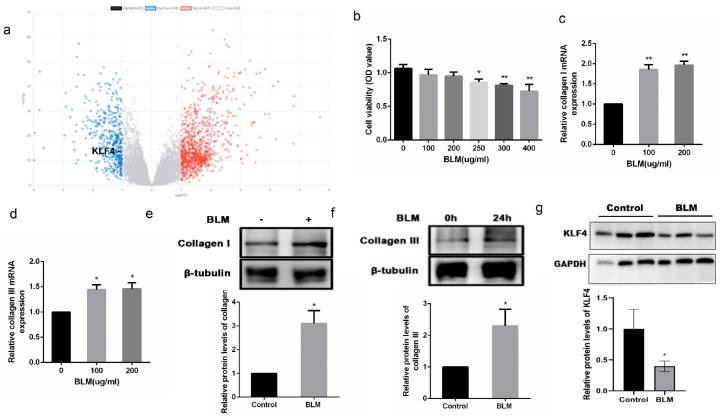 a
KLF4
b
Cell viability (OD value)
1.5
1.0
0.5
0.0
*
**
**
0
100
200
250
300
400
BLM(ug/ml)
c
Relative collagen I mRNA
expression
2.5
2.0
1.5
1.0
0.5
0.0
**
**
0
100
200
BLM(ug/ml)
d
Relative collagen III mRNA
expression
2.0
1.5
1.0
0.5
0.0
*
*
0
100
200
BLM(ug/ml)
e
BLM
-
+
Collagen I
β-tubulin
Relative protein levels of collagen
4
3
2
1
0
*
Control
BLM
f
BLM
0h
24h
Collagen III
β-tubulin
Relative protein levels of
collagen III
3
2
1
0
*
Control
BLM
g
Control
BLM
KLF4
GAPDH
Relative protein levels of KLF4
1.5
1.0
0.5
0.0
*
Control
BLM